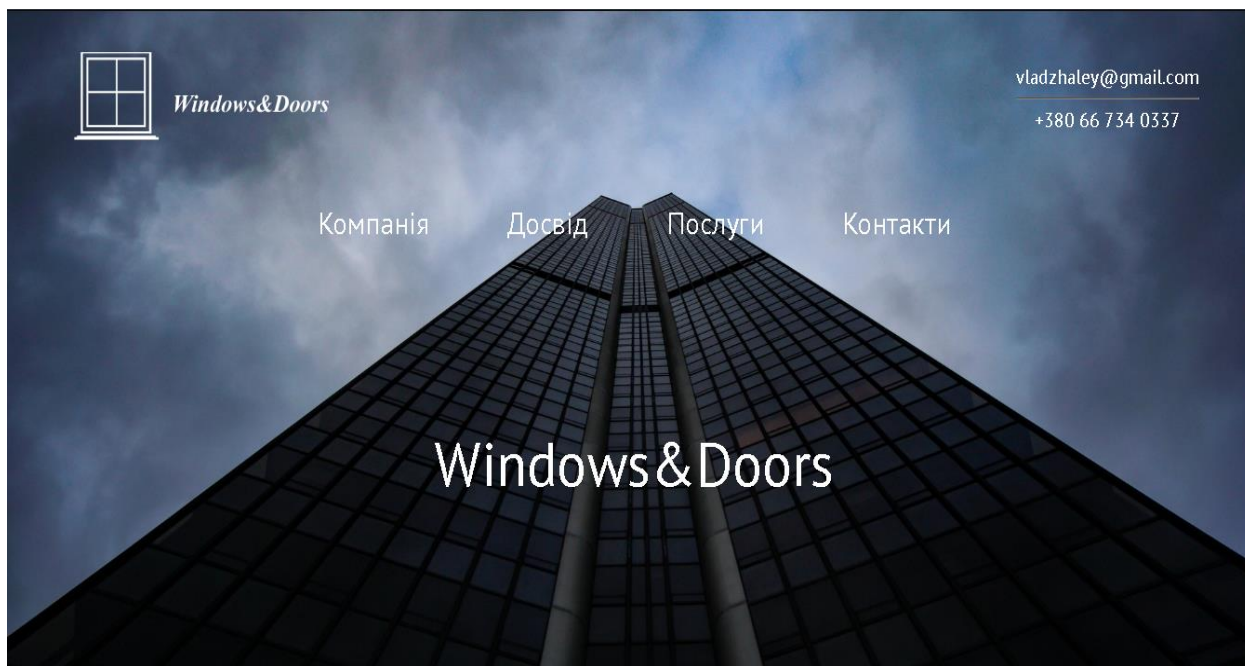 Windows&Doors
vladzhaley@gmail.com
+380 66 734 0337
Компанія Досвід Послуги Контакти
Windows&Doors